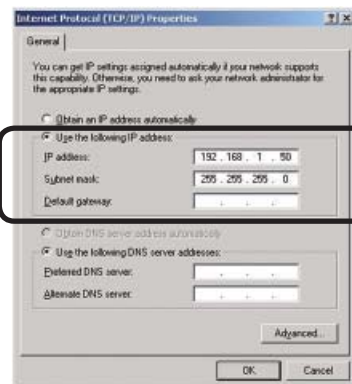 Internet Protocol (TCP/IP) Properties
General
You can get IP settings assigned automatically if your network supports
this capability. Otherwise, you need to ask your network administrator for
the appropriate IP settings.
Obtain an IP address automatically
Use the following IP address:
IP address: 192 . 168 . 1 . 50
Subnet mask: 255 . 255 . 255 . 0
Default gateway: . . .
Obtain DNS server address automatically
Use the following DNS server addresses:
Preferred DNS server: . . .
Alternate DNS server: . . .
Advanced...
OK Cancel